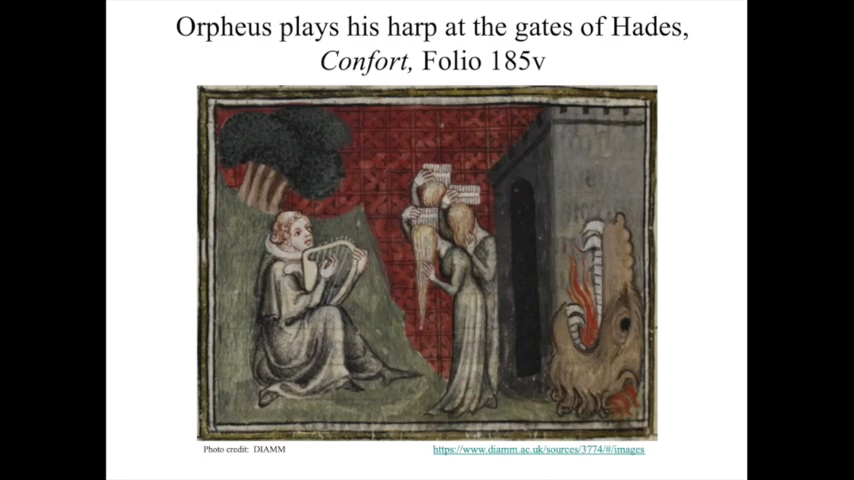 Orpheus plays his harp at the gates of Hades,
Confort, Folio 185v
Photo credit: DIAMM
https://www.diamm.ac.uk/sources/3774/#/images